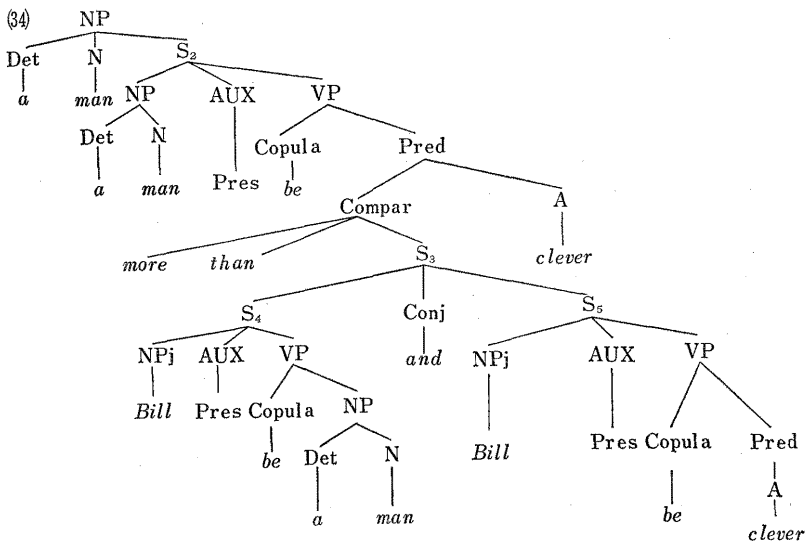 (34) NP
Det N S₂
a man NP AUX VP
Det N Copula Pred
a man Pres be
Compar A
more than S₃ clever
S₄ Conj S₅
NPj AUX VP and NPj AUX VP
Bill Pres Copula NP Bill Pres Copula Pred
be Det N be A
a man clever